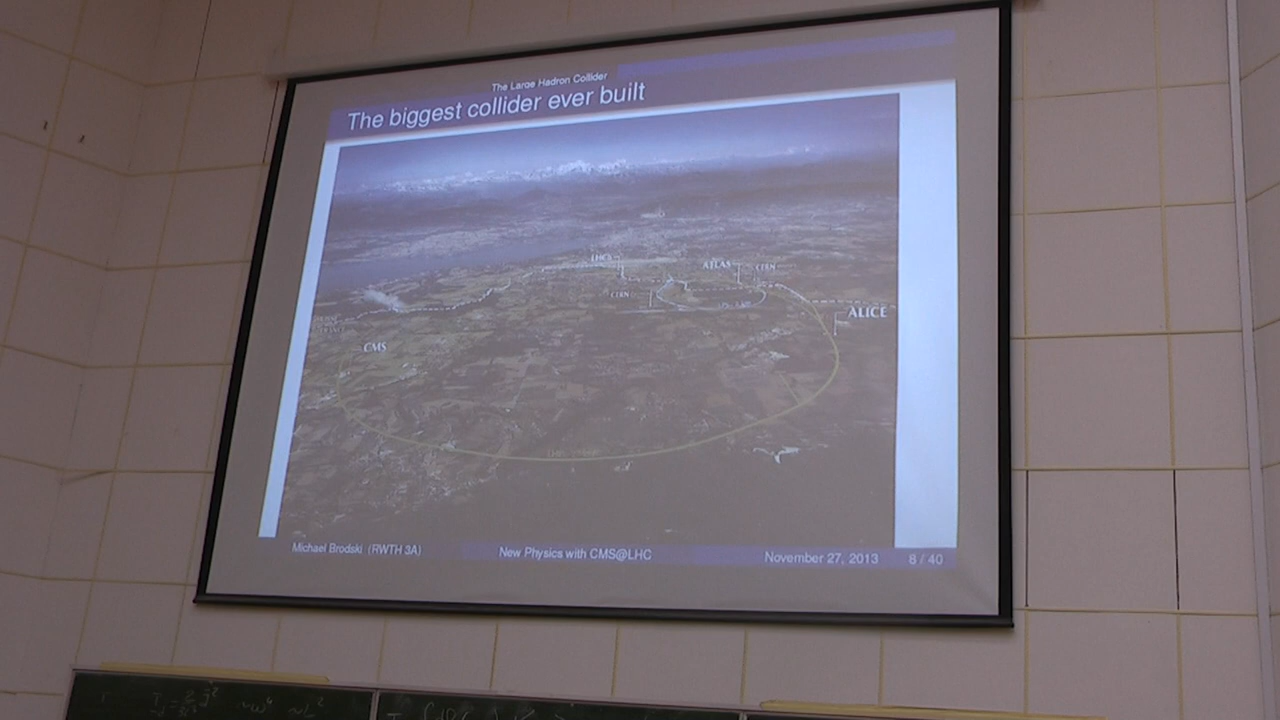 The Large Hadron Collider
The biggest collider ever built
LHCb
ATLAS
CERN
CERN
ALICE
CMS
Michael Brodski (RWTH 3A)
New Physics with CMS@LHC
November 27, 2013
8 / 40